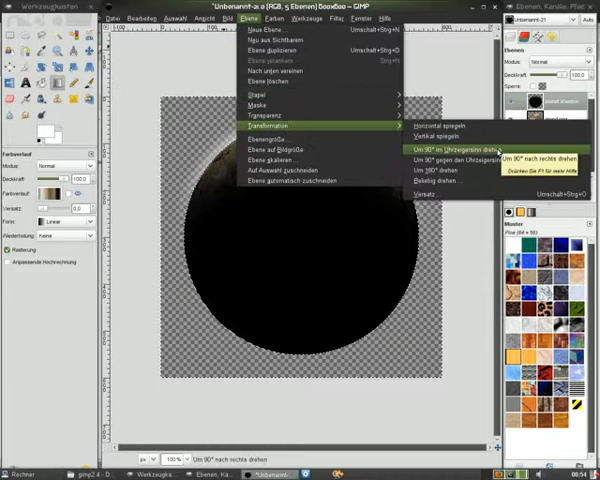 Werkzeugkasten
*Unbenannt-21.0 (RGB, 5 Ebenen) 600x600 – GIMP
Ebenen, Kanäle, Pfad
Datei Bearbeiten Auswahl Ansicht Bild Ebene Farben Werkzeuge Filter Fenster Hilfe
Unbenannt-21
Auto
Neue Ebene ... Umschalt+Strg+N
Neu aus Sichtbarem
Ebene duplizieren Umschalt+Strg+D
Ebene verankern Strg+H
Nach unten vereinen
Ebene löschen
Stapel
Maske
Transparenz
Transformation
Ebenengröße ...
Ebene auf Bildgröße
Ebene skalieren ...
Auf Auswahl zuschneiden
Ebene automatisch zuschneiden
Horizontal spiegeln
Vertikal spiegeln
Um 90° im Uhrzeigersinn drehen
Um 90° gegen den Uhrzeigersinn
Um 180° drehen
Beliebig drehen ...
Versatz ... Umschalt+Strg+O
Um 90° nach rechts drehen
Drücken Sie F1 für mehr Hilfe
Ebenen
Modus: Normal
Deckkraft 100,0
Sperre:
planet shadow
Farbverlauf
Modus: Normal
Deckkraft: 100,0
Farbverlauf:
Versatz: 0,0
Form: Linear
Wiederholung: Keine
Rasterung
Anpassende Hochrechnung
Muster
Pine (64 × 56)
px 100 % Um 90° nach rechts drehen
Rechner gimp2.4 - D... Werkzeugkasten Ebenen, Ka... *Unbenannt-... 00:54